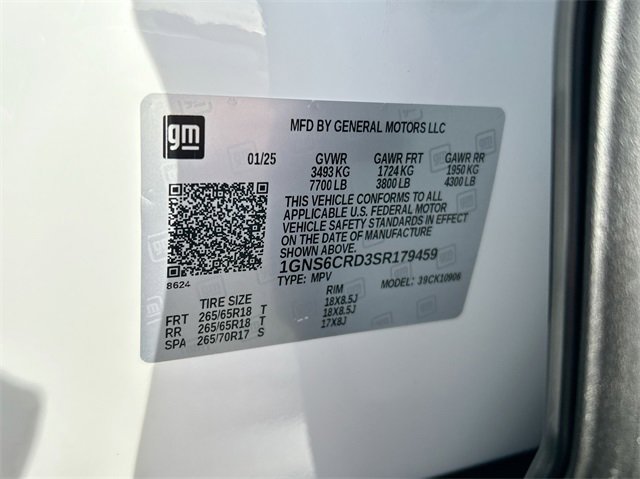 gm
MFD BY GENERAL MOTORS LLC
01/25 GVWR GAWR FRT GAWR RR
3493 KG 1724 KG 1950 KG
7700 LB 3800 LB 4300 LB
THIS VEHICLE CONFORMS TO ALL
APPLICABLE U.S. FEDERAL MOTOR
VEHICLE SAFETY STANDARDS IN EFFECT
ON THE DATE OF MANUFACTURE
1GNS6CRD3SR179459
TYPE: MPV MODEL: 39CK10906
8624
TIRE SIZE RIM
FRT 265/65R18 T 18X8.5J
RR 265/65R18 T 18X8.5J
SPA 265/70R17 S 17X8J